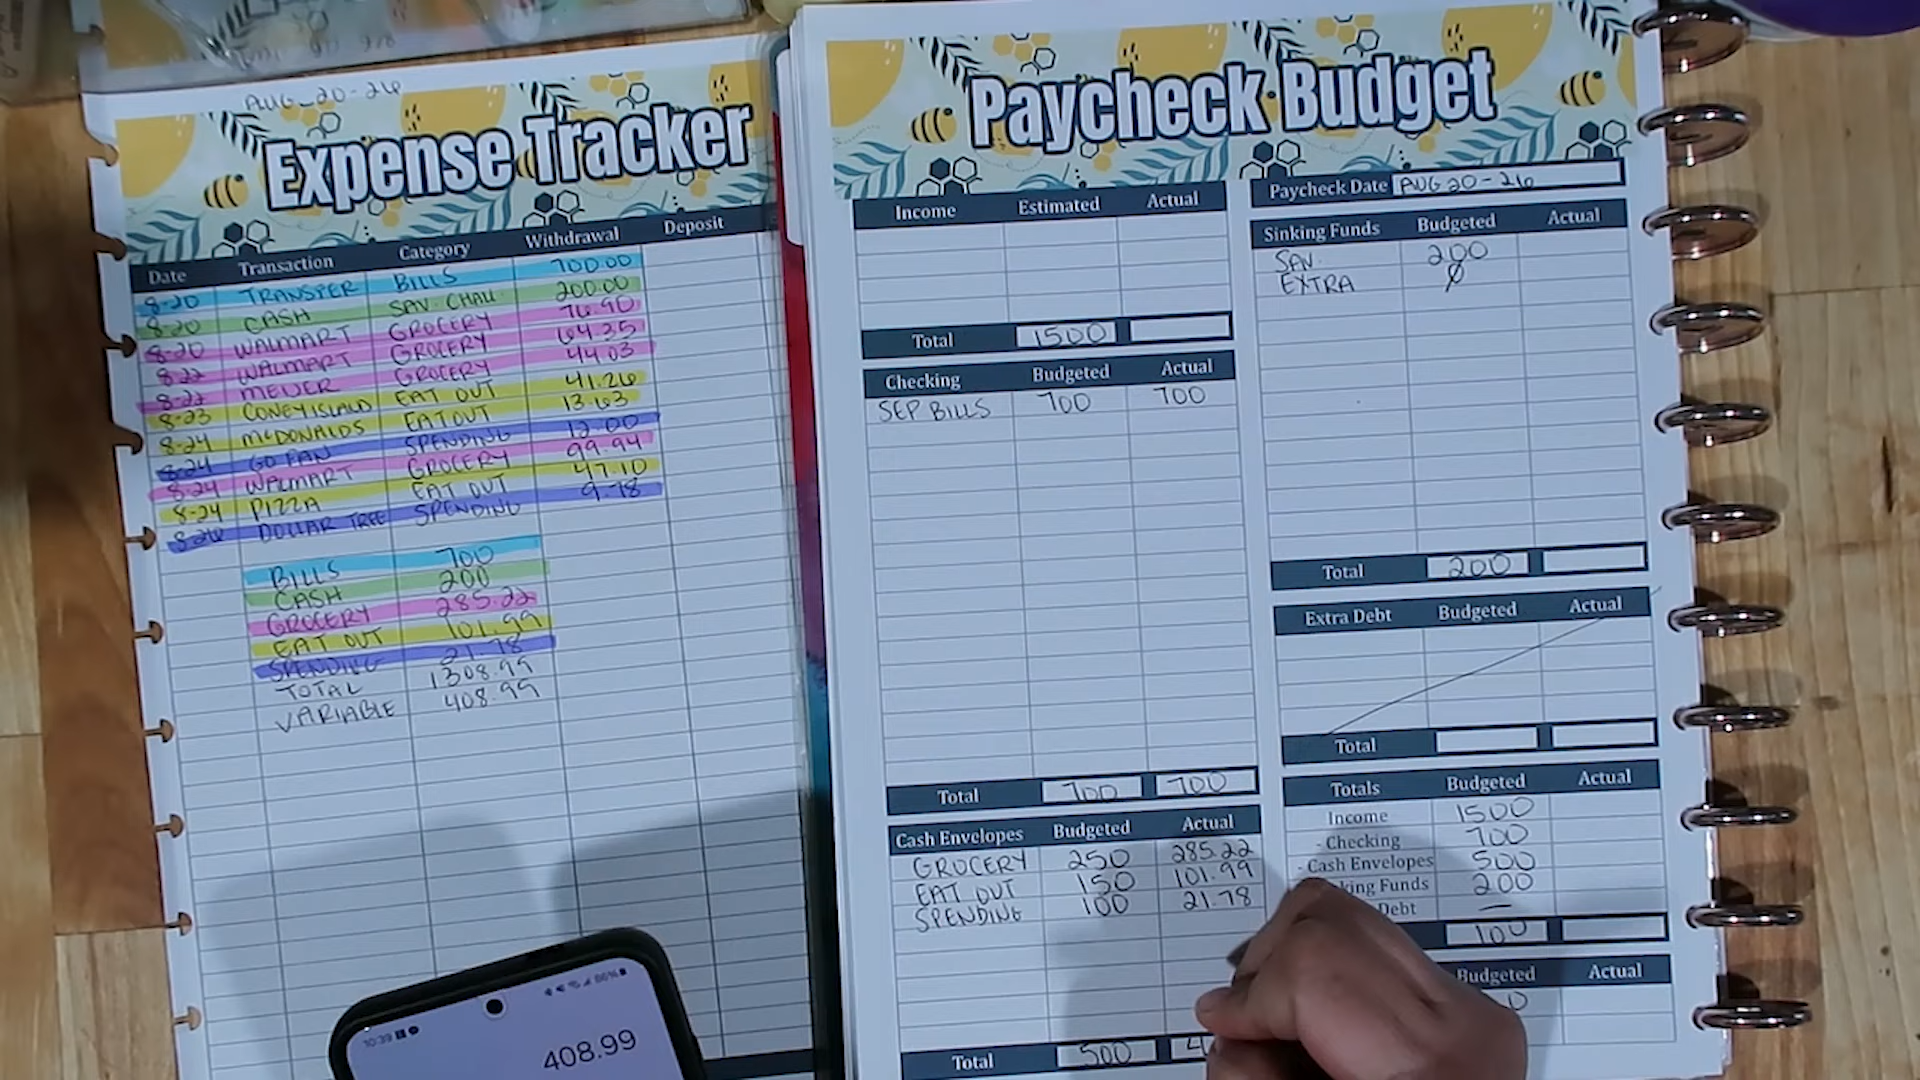 AUG-20-26
Expense Tracker
Date Transaction Category Withdrawal Deposit
8-20 TRANSFER BILLS 700.00
8-20 CASH SAV. CHALL 200.00
8-20 WALMART GROCERY 76.90
8-22 WALMART GROCERY 64.35
8-22 MEIJER GROCERY 44.03
8-23 CONEY ISLAND EAT OUT 41.26
8-24 McDONALDS EAT OUT 13.63
8-24 GO FAN SPENDING 12.00
8-24 WALMART GROCERY 99.94
8-24 PIZZA EAT OUT 47.10
8-26 DOLLAR TREE SPENDING 9.78
BILLS 700
CASH 200
GROCERY 285.22
EAT OUT 101.99
SPENDING 21.78
TOTAL 1308.99
VARIABLE 408.99
10:39 86%
408.99
Paycheck Budget
Paycheck Date AUG 20-26
Income Estimated Actual
Total 1500
Checking Budgeted Actual
SEP BILLS 700 700
Total 700 700
Cash Envelopes Budgeted Actual
GROCERY 250 285.22
EAT OUT 150 101.99
SPENDING 100 21.78
Total 500 4
Sinking Funds Budgeted Actual
SAV. 200
EXTRA Ø
Total 200
Extra Debt Budgeted Actual
Total
Totals Budgeted Actual
Income 1500
- Checking 700
- Cash Envelopes 500
king Funds 200
Debt —
100
Budgeted Actual
0